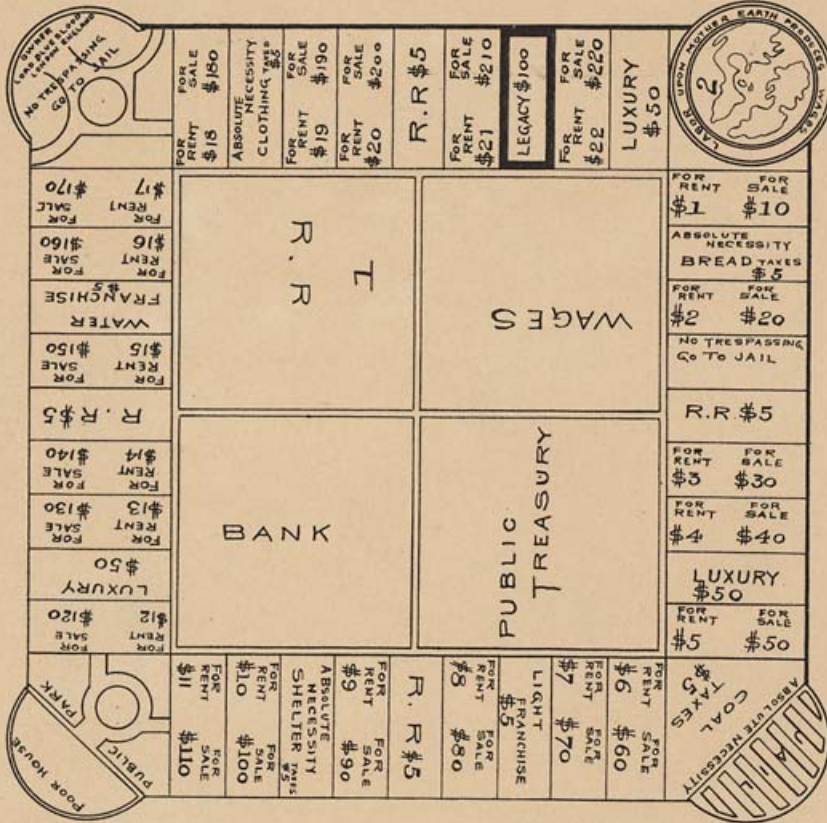 OWNER
LORD BLUE BLOOD
LONDON ENGLAND
NO TRESPASSING
GO TO JAIL
FOR RENT
$18
FOR SALE
$180
ABSOLUTE
NECESSITY
CLOTHING TAXES
$5
FOR RENT
$19
FOR SALE
$190
FOR RENT
$20
FOR SALE
$200
R.R $5
FOR RENT
$21
FOR SALE
$210
LEGACY $100
FOR RENT
$22
FOR SALE
$220
LUXURY
$50
LABOR UPON MOTHER EARTH PRODUCES WAGES
FOR RENT
$1
FOR SALE
$10
ABSOLUTE
NECESSITY
BREAD TAXES
$5
FOR RENT
$2
FOR SALE
$20
NO TRESPASSING
GO TO JAIL
R.R. $5
FOR RENT
$3
FOR SALE
$30
FOR RENT
$4
FOR SALE
$40
LUXURY
$50
FOR RENT
$5
FOR SALE
$50
COAL
TAXES
$5
ABSOLUTE NECESSITY
JAIL
FOR RENT
$6
FOR SALE
$60
FOR RENT
$7
FOR SALE
$70
LIGHT
FRANCHISE
$5
FOR RENT
$8
FOR SALE
$80
R.R $5
FOR RENT
$9
FOR SALE
$90
ABSOLUTE
NECESSITY
SHELTER TAXES
$5
FOR RENT
$10
FOR SALE
$100
FOR RENT
$11
FOR SALE
$110
PUBLIC
PARK
POOR HOUSE
FOR RENT
$12
FOR SALE
$120
LUXURY
$50
FOR RENT
$13
FOR SALE
$130
FOR RENT
$14
FOR SALE
$140
R.R $5
FOR RENT
$15
FOR SALE
$150
WATER
FRANCHISE
$5
FOR RENT
$16
FOR SALE
$160
FOR RENT
$17
FOR SALE
$170
R.R
WAGES
BANK
PUBLIC
TREASURY